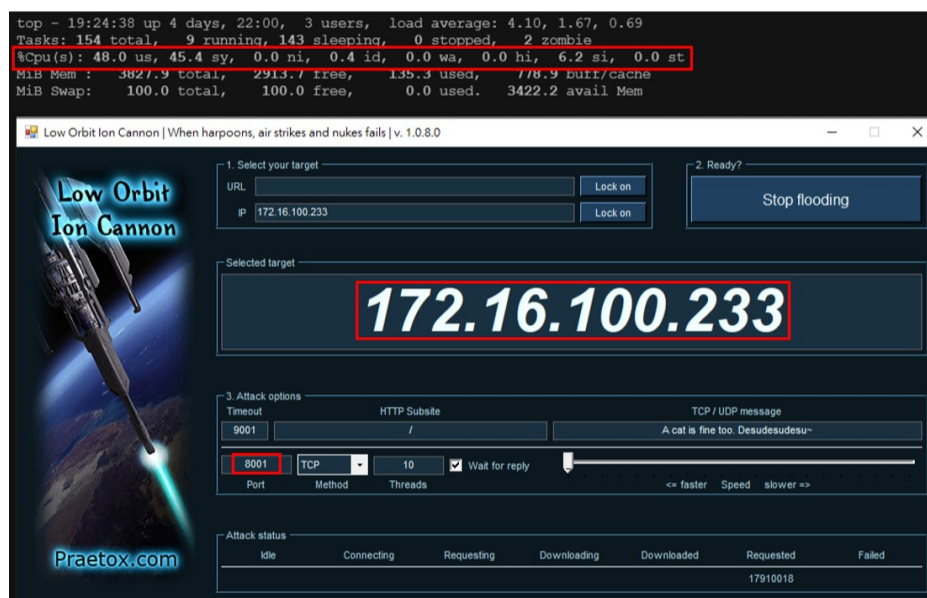 top - 19:24:38 up 4 days, 22:00, 3 users, load average: 4.10, 1.67, 0.69
Tasks: 154 total, 9 running, 143 sleeping, 0 stopped, 2 zombie
%Cpu(s): 48.0 us, 45.4 sy, 0.0 ni, 0.4 id, 0.0 wa, 0.0 hi, 6.2 si, 0.0 st
MiB Mem : 3827.9 total, 2913.7 free, 135.3 used, 778.9 buff/cache
MiB Swap: 100.0 total, 100.0 free, 0.0 used. 3422.2 avail Mem
Low Orbit Ion Cannon | When harpoons, air strikes and nukes fails | v. 1.0.8.0
Low Orbit
Ion Cannon
1. Select your target
URL Lock on
IP 172.16.100.233 Lock on
2. Ready?
Stop flooding
Selected target
172.16.100.233
3. Attack options
Timeout HTTP Subsite TCP / UDP message
9001 / A cat is fine too. Desudesudesu~
8001 TCP 10 Wait for reply
Port Method Threads <= faster Speed slower =>
Attack status
Idle Connecting Requesting Downloading Downloaded Requested Failed
17910018
Praetox.com